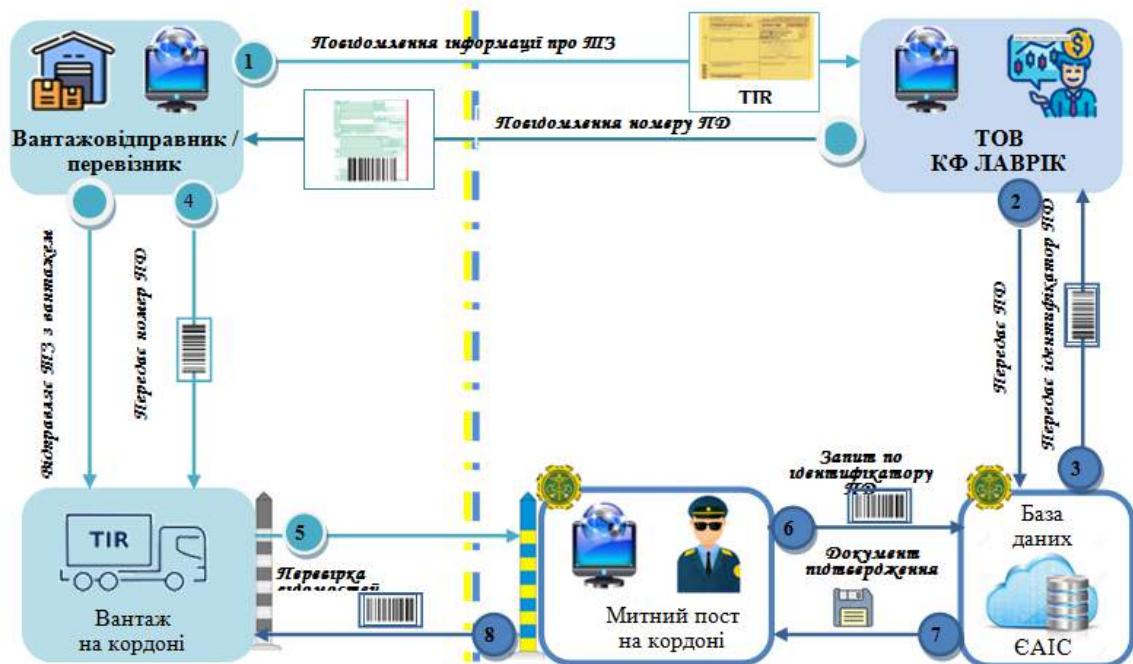 Повідомлення інформації про ТЗ
1
TIR
Вантажовідправник /
перевізник
Повідомлення номеру ПД
ТОВ
КФ ЛАВРІК
4
2
Відправляє ТЗ з вантажем
Передає номер ПД
Передає ПД
Передає ідентифікатор ПД
3
Запит по
ідентифікатору
ПД
TIR
5
6
База
даних
Перевірка
відомостей
Документ
підтвердження
Вантаж
на кордоні
8
Митний пост
на кордоні
7
ЄАІС